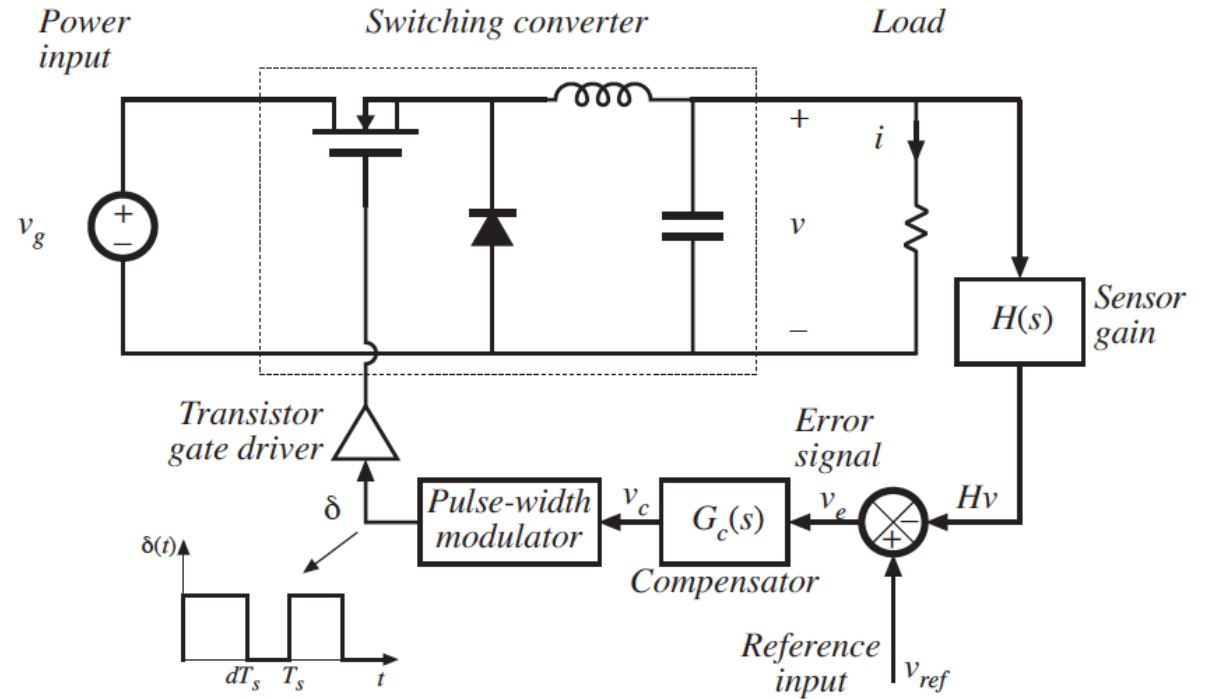 Power
input
Switching converter
Load
+
i
v_g
+
–
v
–
H(s)
Sensor
gain
Transistor
gate driver
Error
signal
δ
Pulse-width
modulator
v_c
G_c(s)
v_e
–
+
Hv
Compensator
δ(t)
dT_s
T_s
t
Reference
input
v_ref